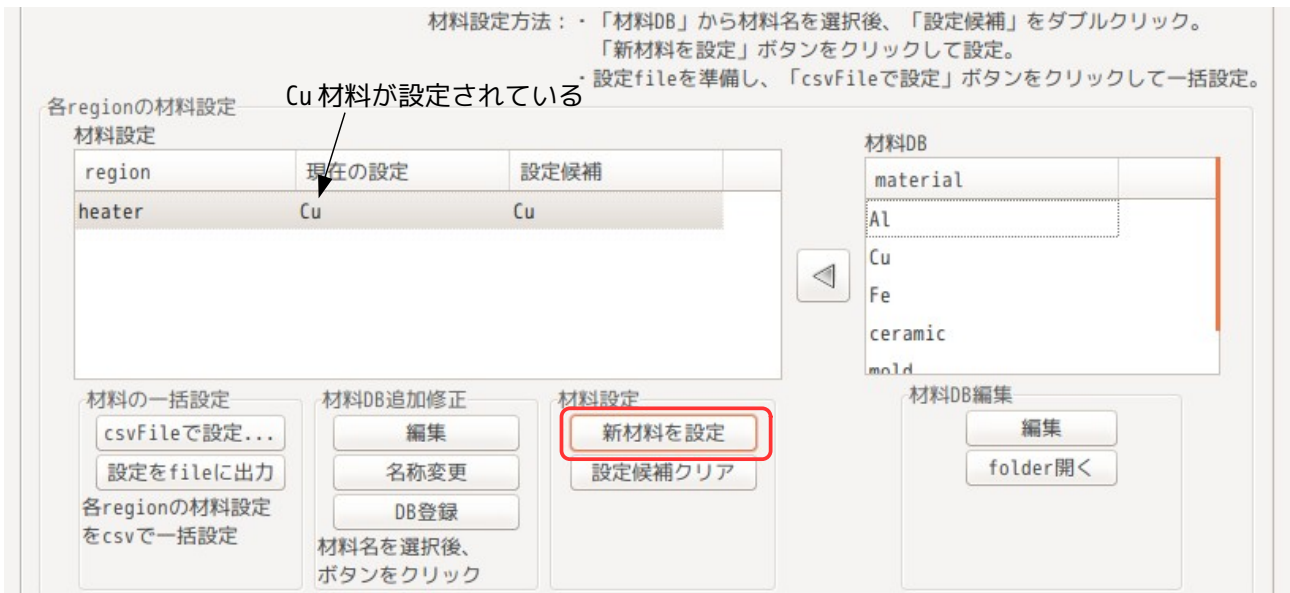 材料設定方法：・「材料DB」から材料名を選択後、「設定候補」をダブルクリック。
「新材料を設定」ボタンをクリックして設定。
・設定fileを準備し、「csvFileで設定」ボタンをクリックして一括設定。
各regionの材料設定
Cu材料が設定されている
材料設定
region 現在の設定 設定候補
heater Cu Cu
材料DB
material
Al
Cu
Fe
ceramic
mold
材料の一括設定
csvFileで設定...
設定をfileに出力
各regionの材料設定
をcsvで一括設定
材料DB追加修正
編集
名称変更
DB登録
材料名を選択後、
ボタンをクリック
材料設定
新材料を設定
設定候補クリア
材料DB編集
編集
folder開く